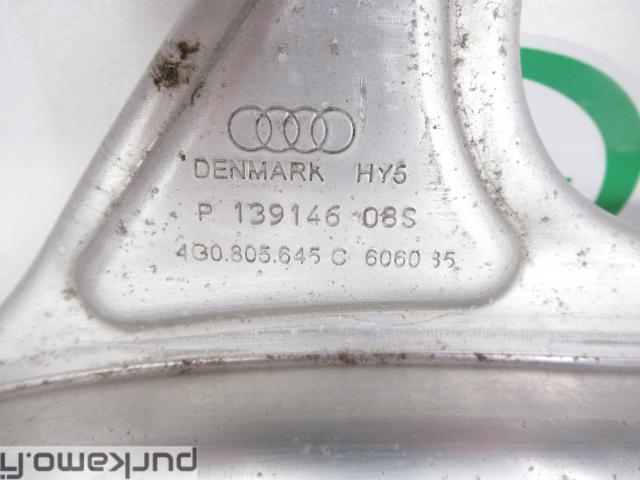 DENMARK HY5
P 139146 08S
4G0.805.645 C 6060 35
purkamo.fi